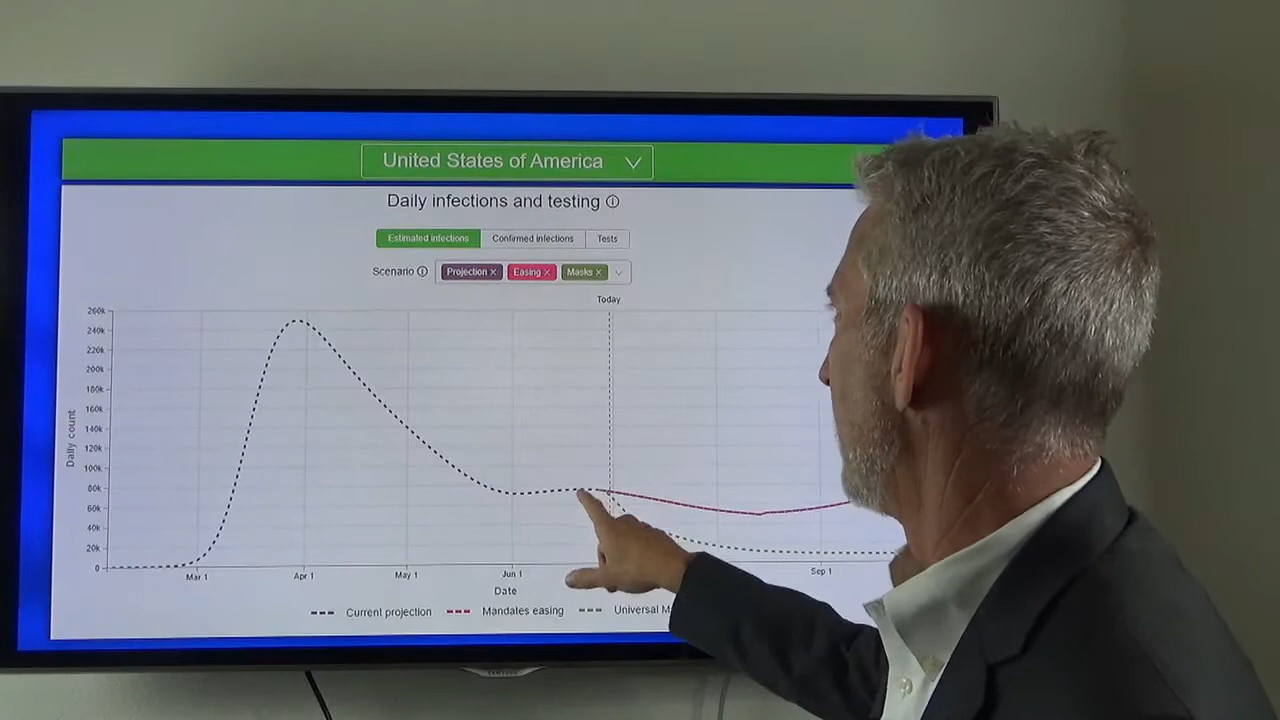 United States of America
Daily infections and testing ⓘ
Estimated infections Confirmed infections Tests
Scenario ⓘ Projection × Easing × Masks ×
Today
260k
240k
220k
200k
180k
160k
140k
120k
100k
80k
60k
40k
20k
0
Daily count
Mar 1 Apr 1 May 1 Jun 1 Sep 1
Date
Current projection Mandates easing Universal